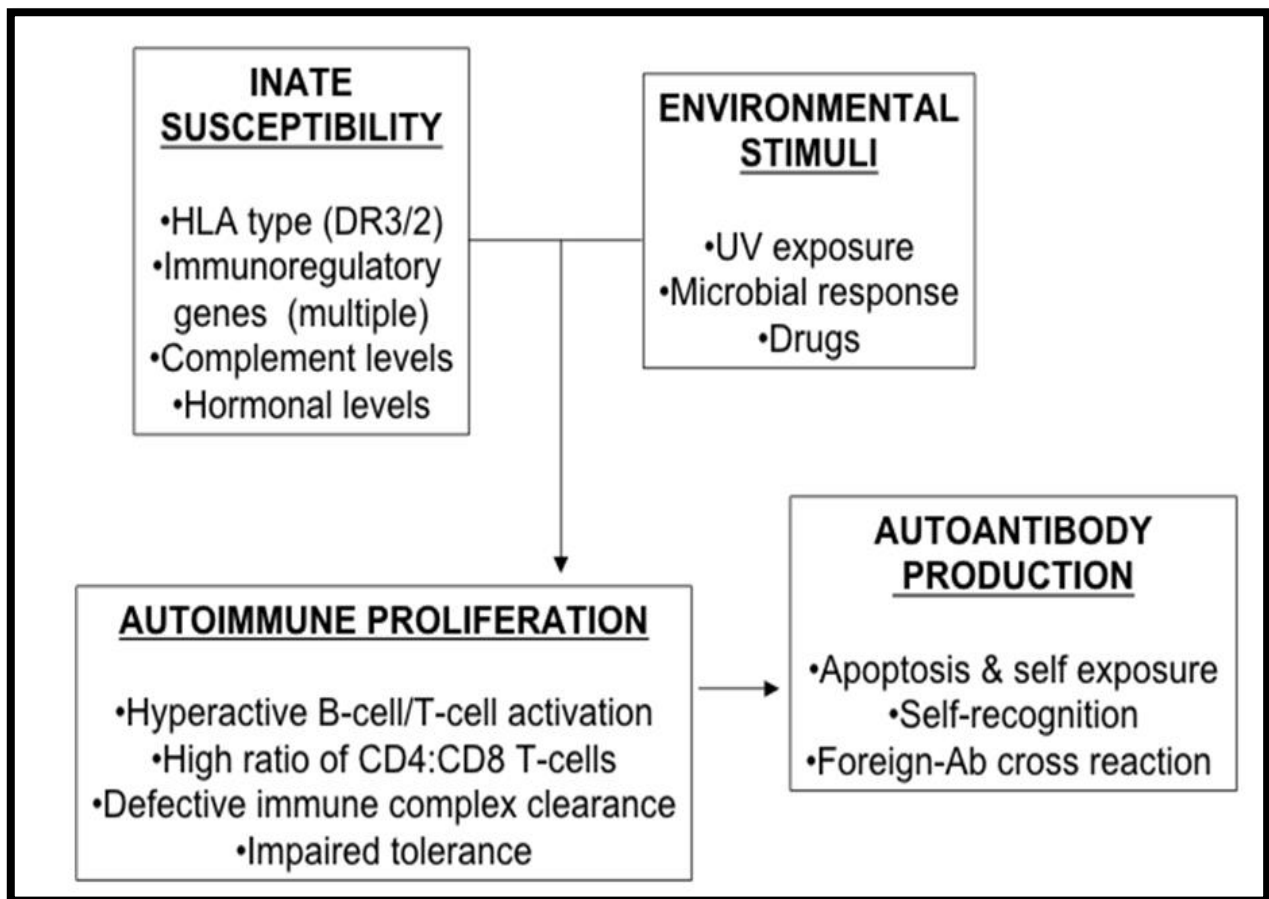 INATE
SUSCEPTIBILITY
•HLA type (DR3/2)
•Immunoregulatory
genes (multiple)
•Complement levels
•Hormonal levels
ENVIRONMENTAL
STIMULI
•UV exposure
•Microbial response
•Drugs
AUTOIMMUNE PROLIFERATION
•Hyperactive B-cell/T-cell activation
•High ratio of CD4:CD8 T-cells
•Defective immune complex clearance
•Impaired tolerance
AUTOANTIBODY
PRODUCTION
•Apoptosis & self exposure
•Self-recognition
•Foreign-Ab cross reaction